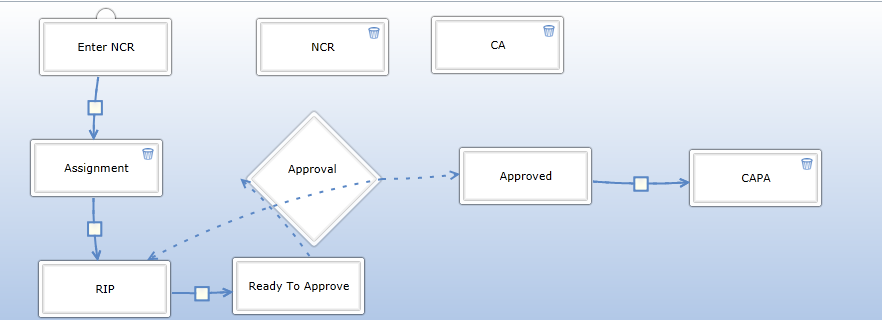 Enter NCR
NCR
CA
Assignment
Approval
Approved
CAPA
RIP
Ready To Approve